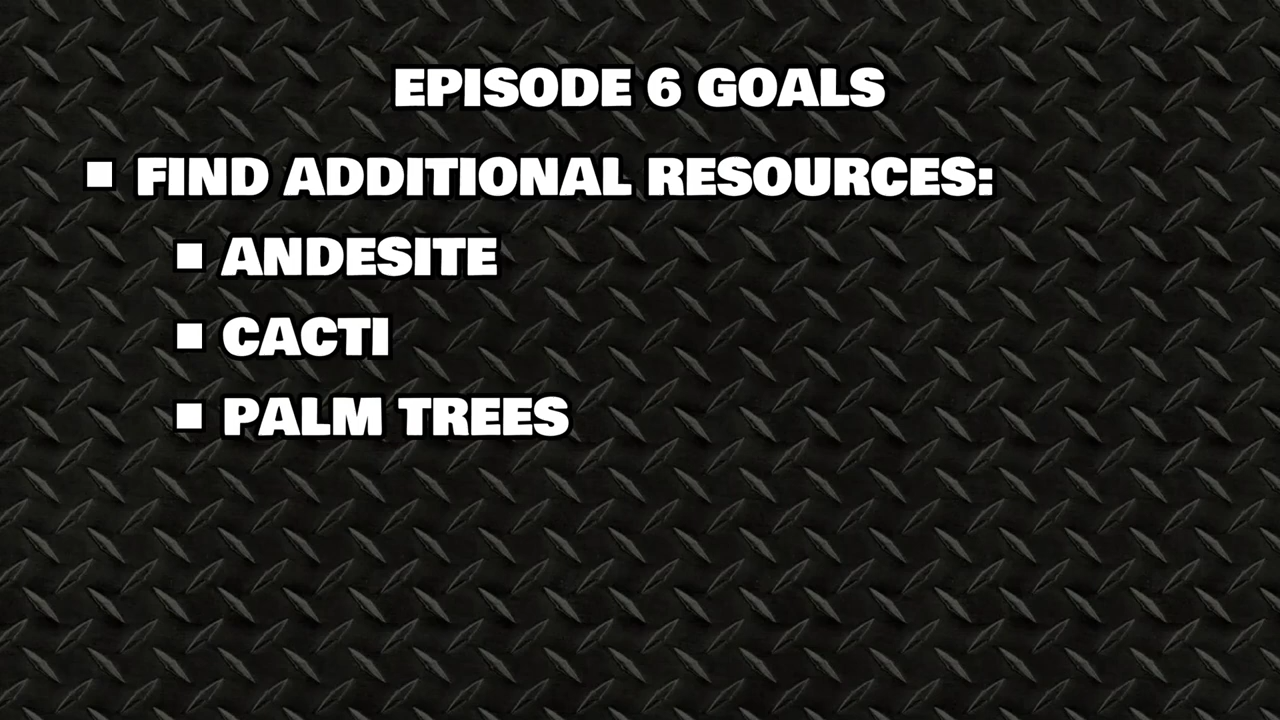 EPISODE 6 GOALS
▪ FIND ADDITIONAL RESOURCES:
▪ ANDESITE
▪ CACTI
▪ PALM TREES